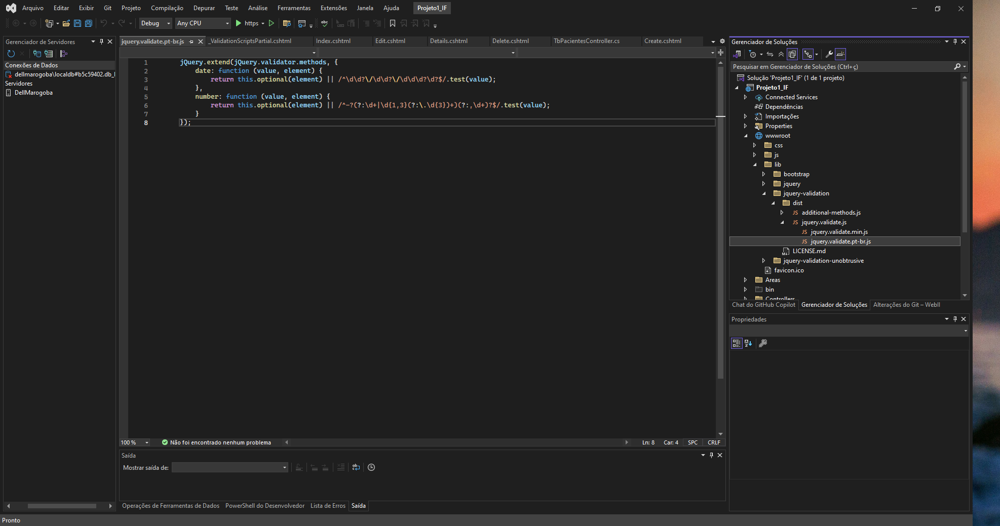 Arquivo Editar Exibir Git Projeto Compilação Depurar Teste Análise Ferramentas Extensões Janela Ajuda Projeto1_IF
Debug Any CPU https
Gerenciador de Servidores
Conexões de Dados
dellmarogoba\localdb#b5c59402.db_l
Servidores
DellMarogoba
jquery.validate.pt-br.js _ValidationScriptsPartial.cshtml Index.cshtml Edit.cshtml Details.cshtml Delete.cshtml TbPacientesController.cs Create.cshtml
1 jQuery.extend(jQuery.validator.methods, {
2 date: function (value, element) {
3 return this.optional(element) || /^\d\d?\/\d\d?\/\d\d\d?\d?$/.test(value);
4 },
5 number: function (value, element) {
6 return this.optional(element) || /^-?(?:\d+|\d{1,3}(?:\.\d{3})+)(?:,\d+)?$/.test(value);
7 }
8 });
100 % Não foi encontrado nenhum problema Ln: 8 Car: 4 SPC CRLF
Saída
Mostrar saída de:
Operações de Ferramentas de Dados PowerShell do Desenvolvedor Lista de Erros Saída
Gerenciador de Soluções
Pesquisar em Gerenciador de Soluções (Ctrl+ç)
Solução 'Projeto1_IF' (1 de 1 projeto)
Projeto1_IF
Connected Services
Dependências
Importações
Properties
wwwroot
css
js
lib
bootstrap
jquery
jquery-validation
dist
JS additional-methods.js
JS jquery.validate.js
JS jquery.validate.min.js
JS jquery.validate.pt-br.js
LICENSE.md
jquery-validation-unobtrusive
favicon.ico
Areas
bin
Controllers
Chat do GitHub Copilot Gerenciador de Soluções Alterações do Git – WebII
Propriedades
Pronto